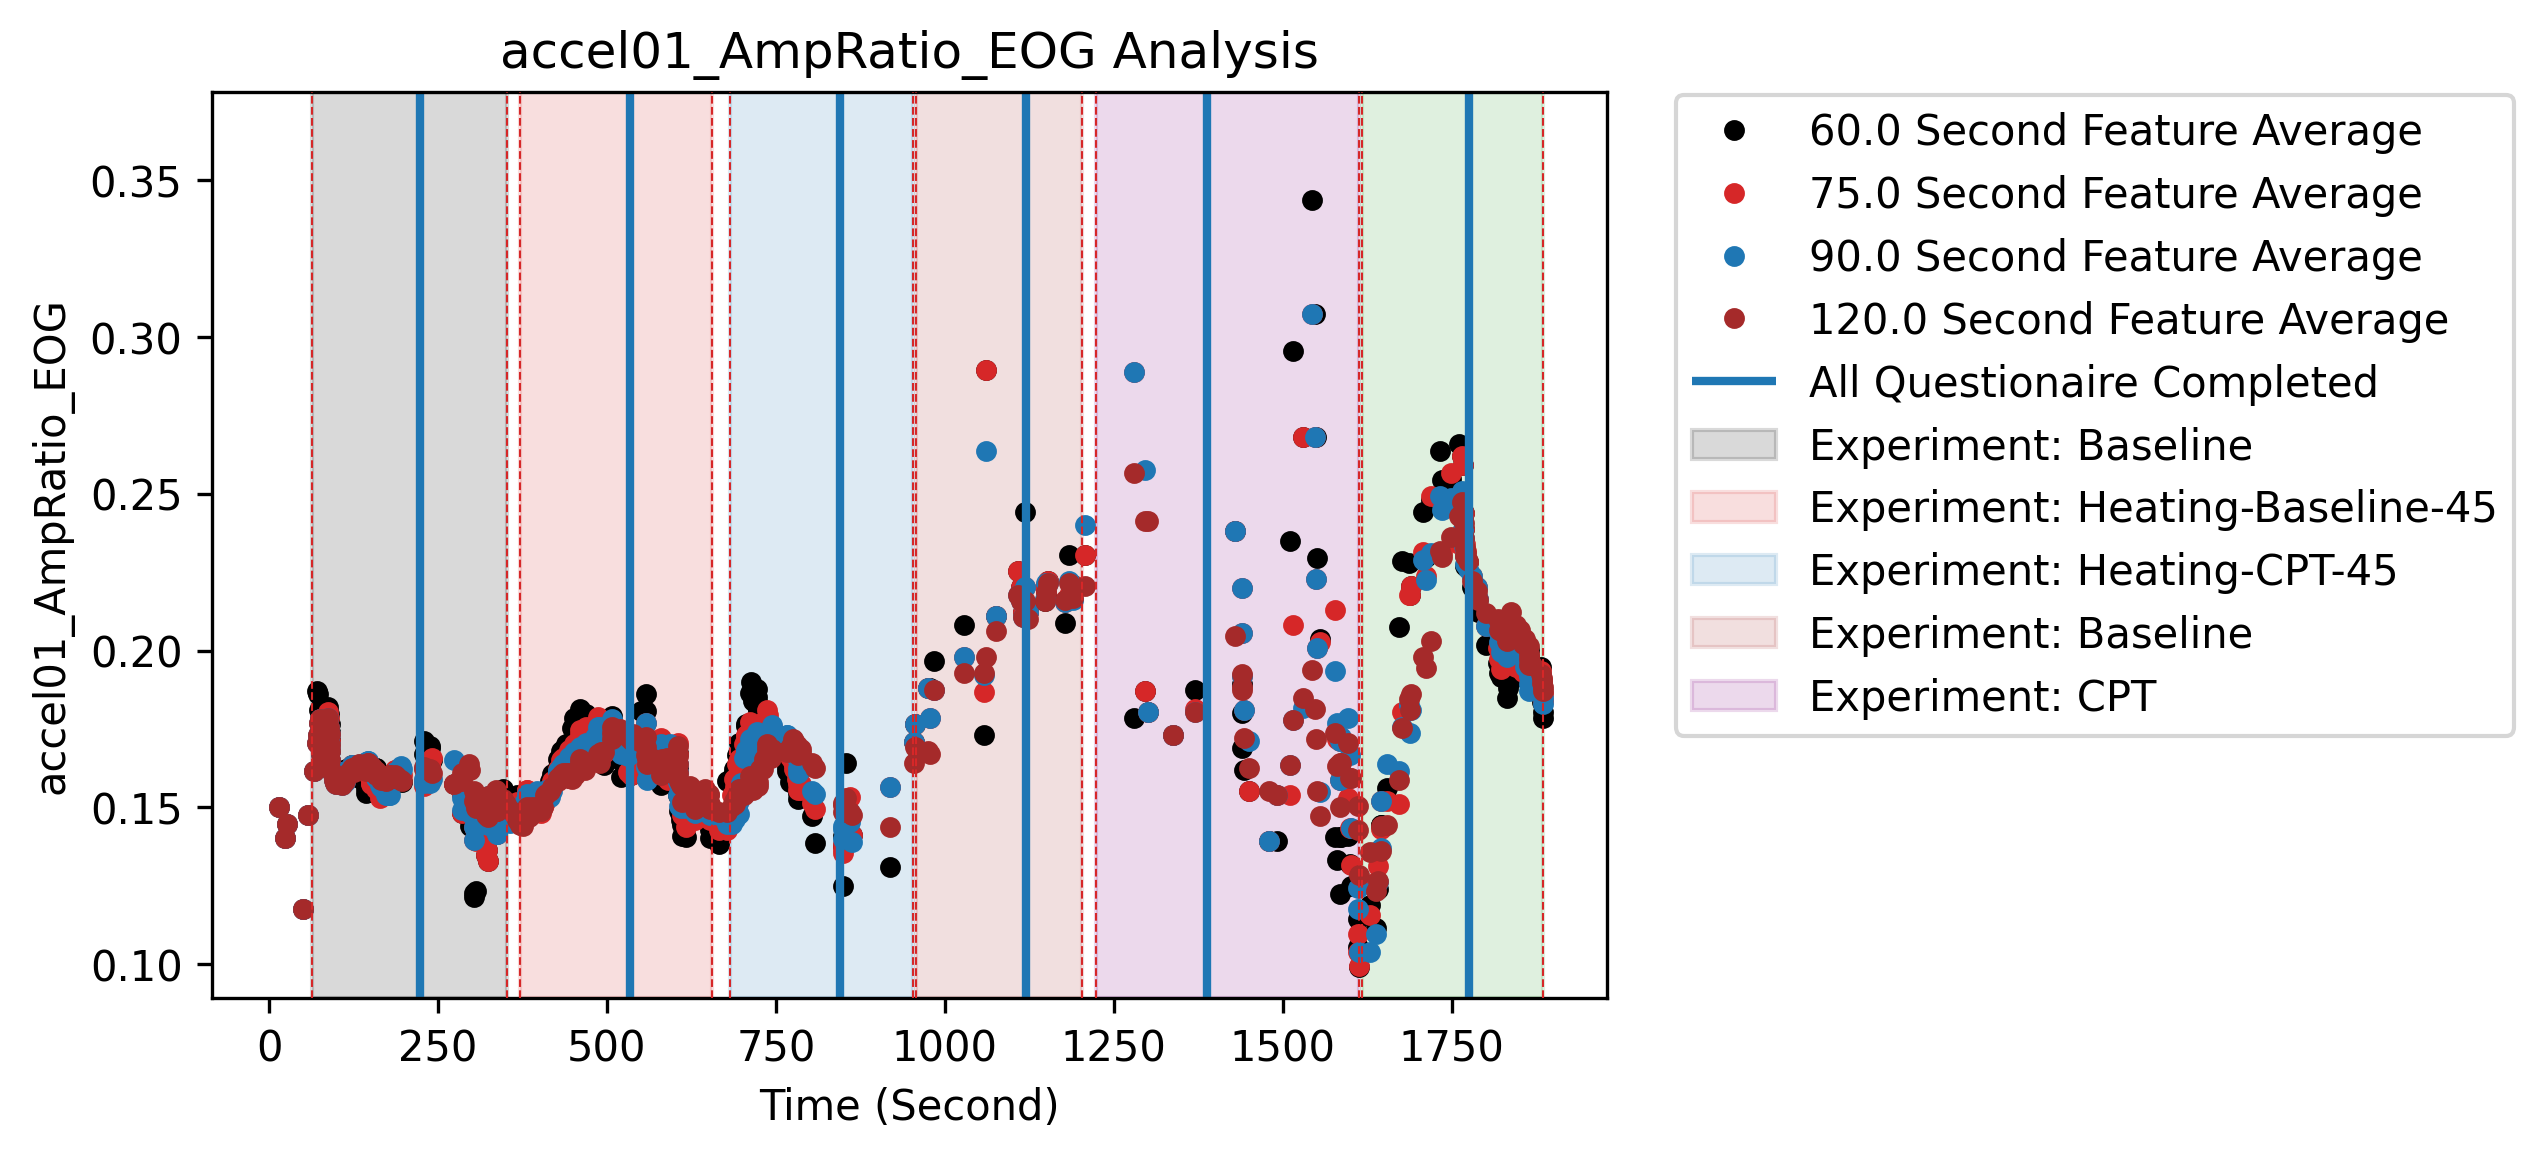 accel01_AmpRatio_EOG Analysis
accel01_AmpRatio_EOG
0.35
0.30
0.25
0.20
0.15
0.10
0 250 500 750 1000 1250 1500 1750
Time (Second)
60.0 Second Feature Average
75.0 Second Feature Average
90.0 Second Feature Average
120.0 Second Feature Average
All Questionaire Completed
Experiment: Baseline
Experiment: Heating-Baseline-45
Experiment: Heating-CPT-45
Experiment: Baseline
Experiment: CPT